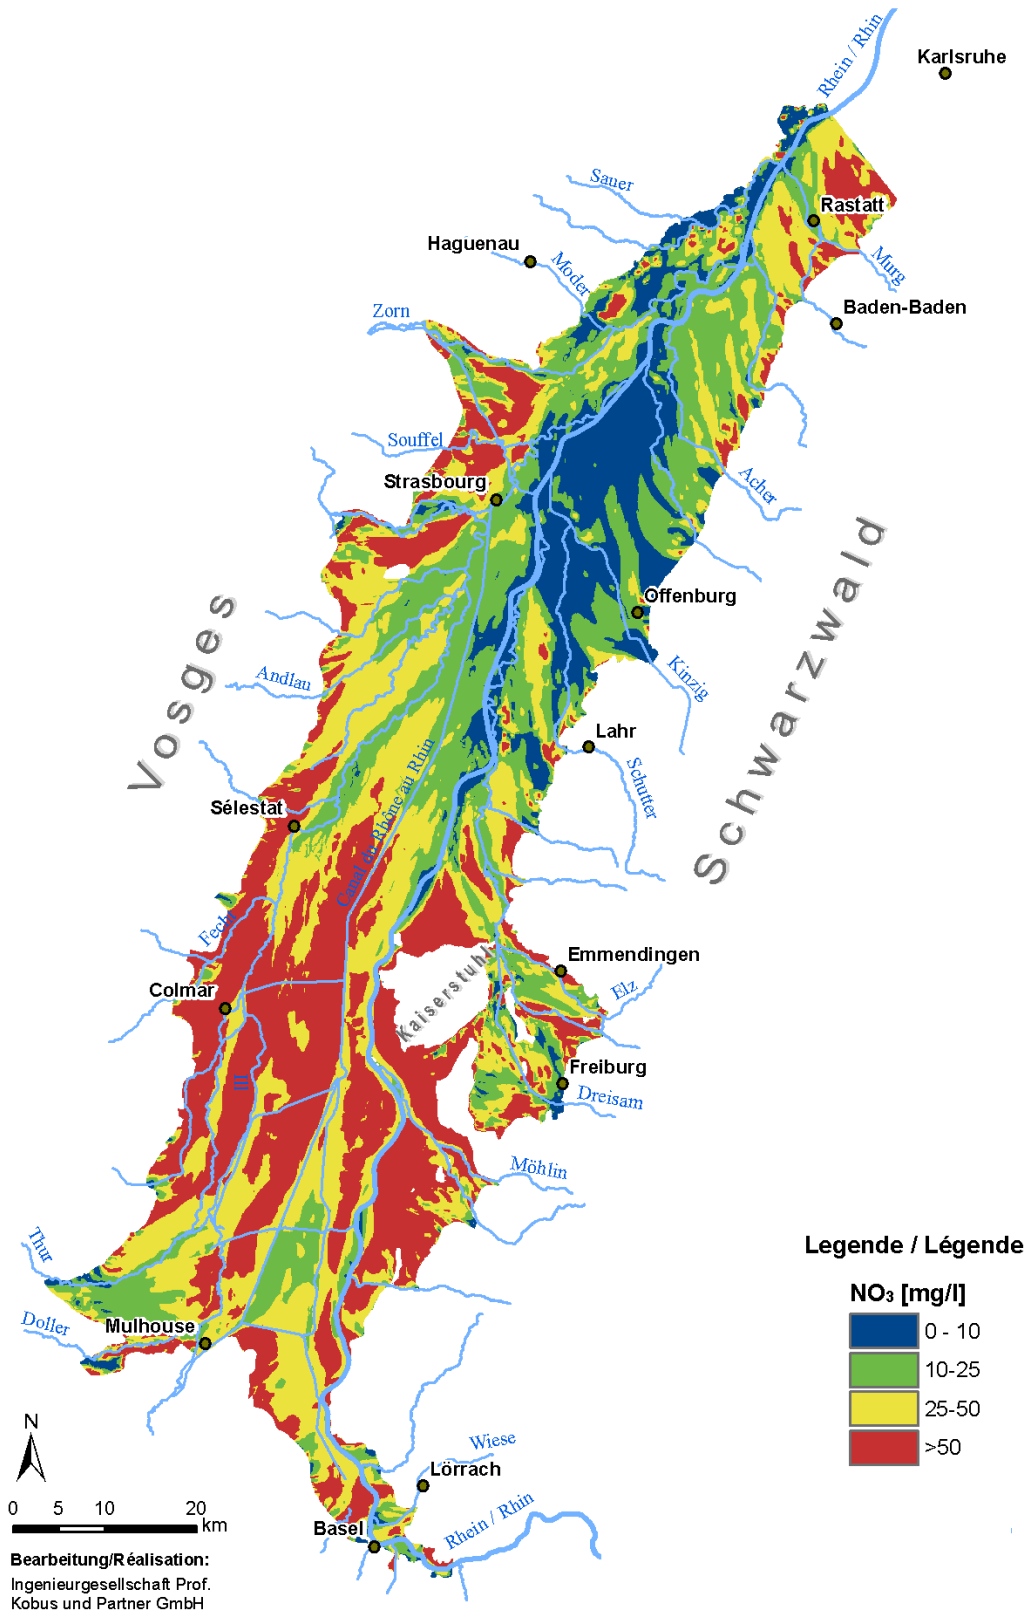 Karlsruhe
Rhein / Rhin
Sauer
Rastatt
Haguenau
Moder
Murg
Zorn
Baden-Baden
Souffel
Strasbourg
Acher
Vosges
Schwarzwald
Offenburg
Andlau
Kinzig
Lahr
Schutter
Canal du Rhône au Rhin
Sélestat
Fecht
Emmendingen
Kaiserstuhl
Elz
Colmar
Ill
Freiburg
Dreisam
Möhlin
Thur
Legende / Légende
NO₃ [mg/l]
0 - 10
10-25
25-50
>50
Doller
Mulhouse
N
Wiese
Lörrach
0 5 10 20
km
Basel
Rhein / Rhin
Bearbeitung/Réalisation:
Ingenieurgesellschaft Prof.
Kobus und Partner GmbH